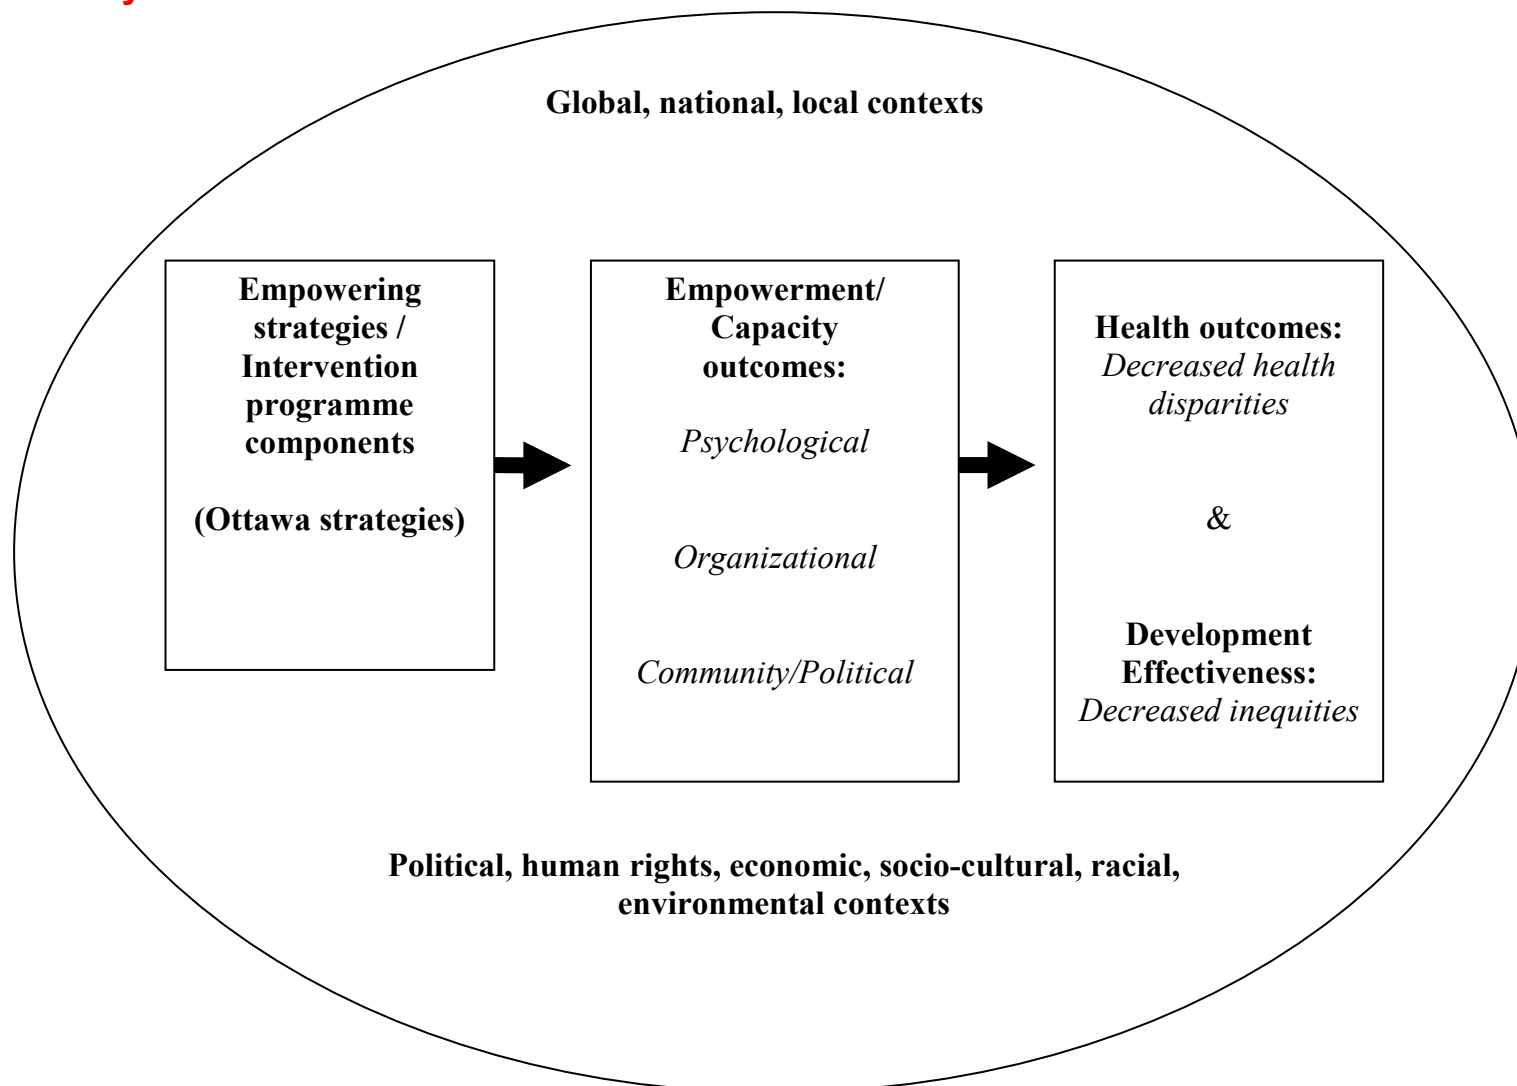 Global, national, local contexts
Empowering
strategies /
Intervention
programme
components
(Ottawa strategies)
Empowerment/
Capacity
outcomes:
Psychological
Organizational
Community/Political
Health outcomes:
Decreased health
disparities
&
Development
Effectiveness:
Decreased inequities
Political, human rights, economic, socio-cultural, racial,
environmental contexts